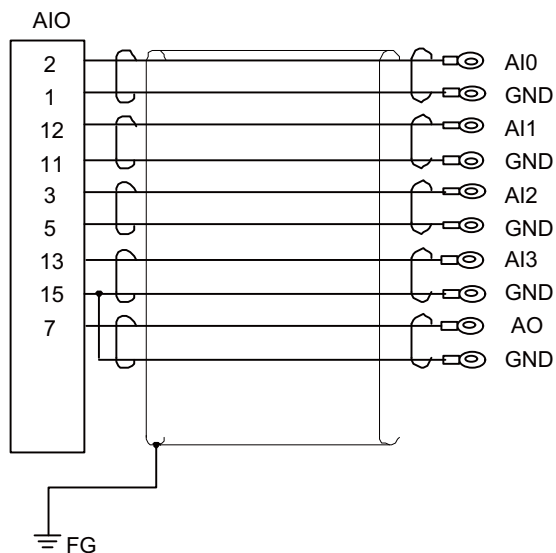 AIO
2 AI0
1 GND
12 AI1
11 GND
3 AI2
5 GND
13 AI3
15 GND
7 AO
GND
FG